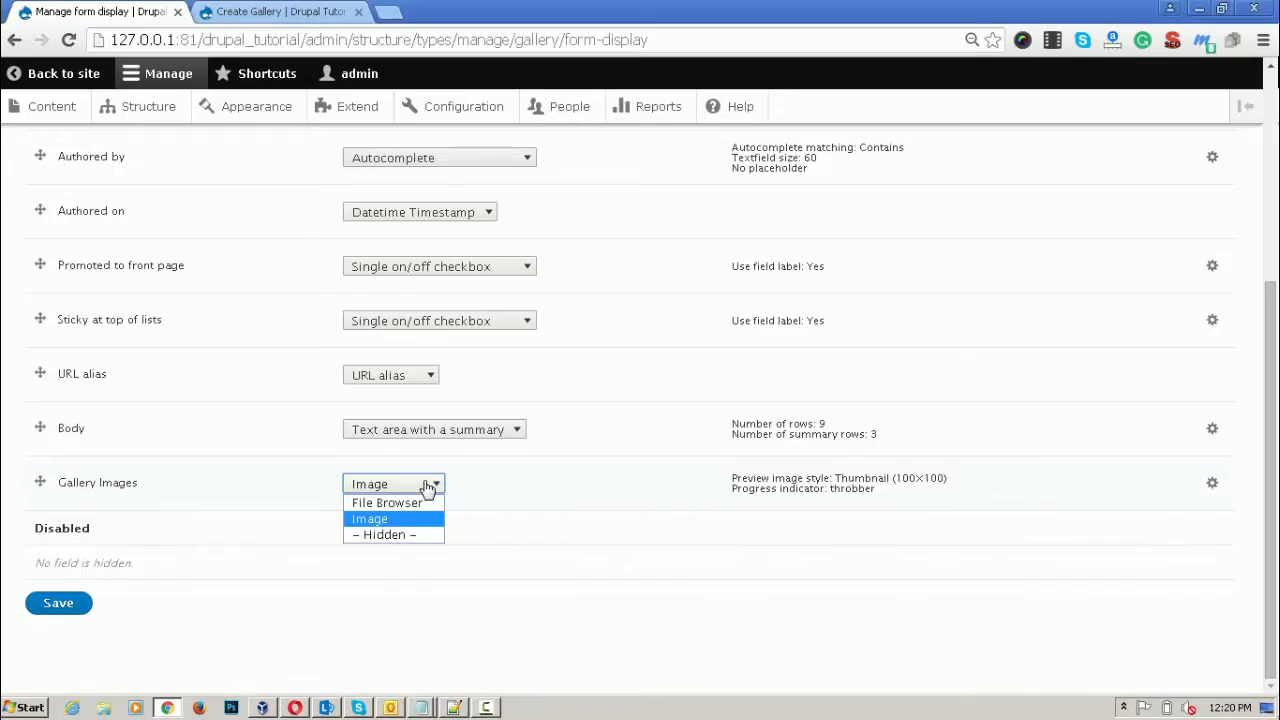 Manage form display | Drupal
Create Gallery | Drupal Tutor
127.0.0.1:81/drupal_tutorial/admin/structure/types/manage/gallery/form-display
Back to site
Manage
Shortcuts
admin
Content
Structure
Appearance
Extend
Configuration
People
Reports
Help
Authored by
Autocomplete
Autocomplete matching: Contains
Textfield size: 60
No placeholder
Authored on
Datetime Timestamp
Promoted to front page
Single on/off checkbox
Use field label: Yes
Sticky at top of lists
Single on/off checkbox
Use field label: Yes
URL alias
URL alias
Body
Text area with a summary
Number of rows: 9
Number of summary rows: 3
Gallery Images
Image
Preview image style: Thumbnail (100×100)
Progress indicator: throbber
File Browser
Image
- Hidden -
Disabled
No field is hidden.
Save
Start
12:20 PM